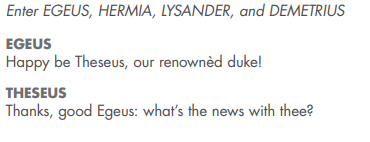 Enter EGEUS, HERMIA, LYSANDER, and DEMETRIUS
EGEUS
Happy be Theseus, our renownèd duke!
THESEUS
Thanks, good Egeus: what's the news with thee?